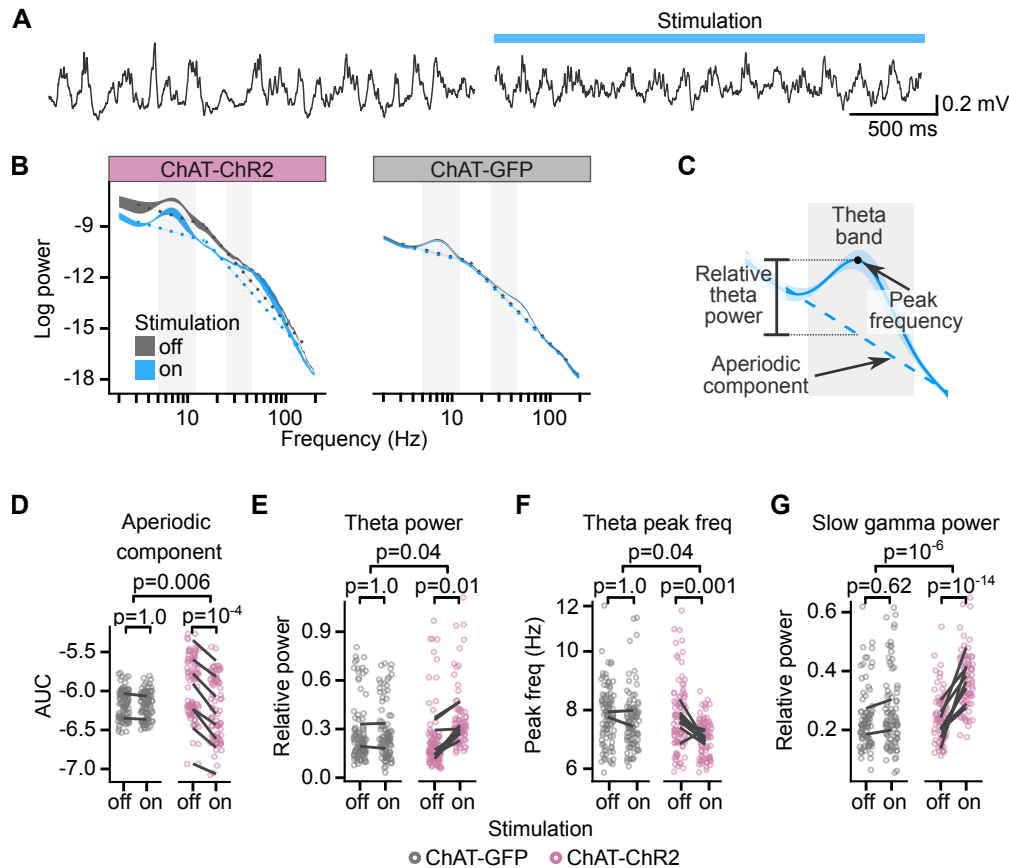 A
Stimulation
0.2 mV
500 ms
B
ChAT-ChR2
ChAT-GFP
C
Log power
-9
-12
-15
-18
Stimulation
off
on
10
100
10
100
Frequency (Hz)
Theta
band
Relative
theta
power
Peak
frequency
Aperiodic
component
D
Aperiodic
component
p=0.006
p=1.0
p=10-4
AUC
-5.5
-6.0
-6.5
-7.0
off on
off on
E
Theta power
p=0.04
p=1.0
p=0.01
Relative power
0.9
0.6
0.3
0.0
off on
off on
F
Theta peak freq
p=0.04
p=1.0
p=0.001
Peak freq (Hz)
12
10
8
6
off on
off on
G
Slow gamma power
p=10-6
p=0.62
p=10-14
Relative power
0.6
0.4
0.2
off on
off on
Stimulation
ChAT-GFP
ChAT-ChR2